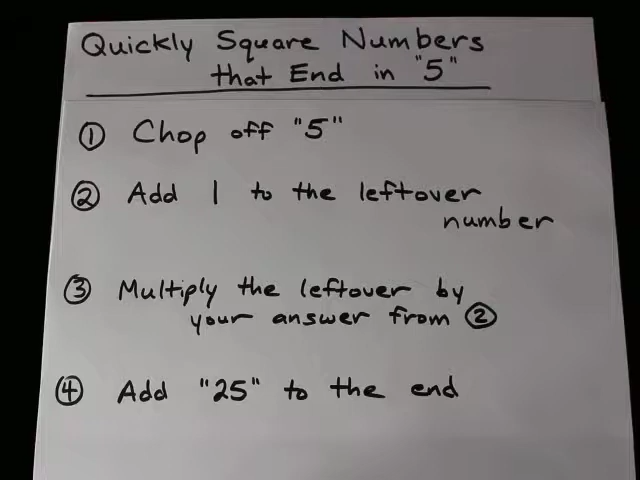 Quickly Square Numbers
that End in "5"
① Chop off "5"
② Add 1 to the leftover
number
③ Multiply the leftover by
your answer from ②
④ Add "25" to the end